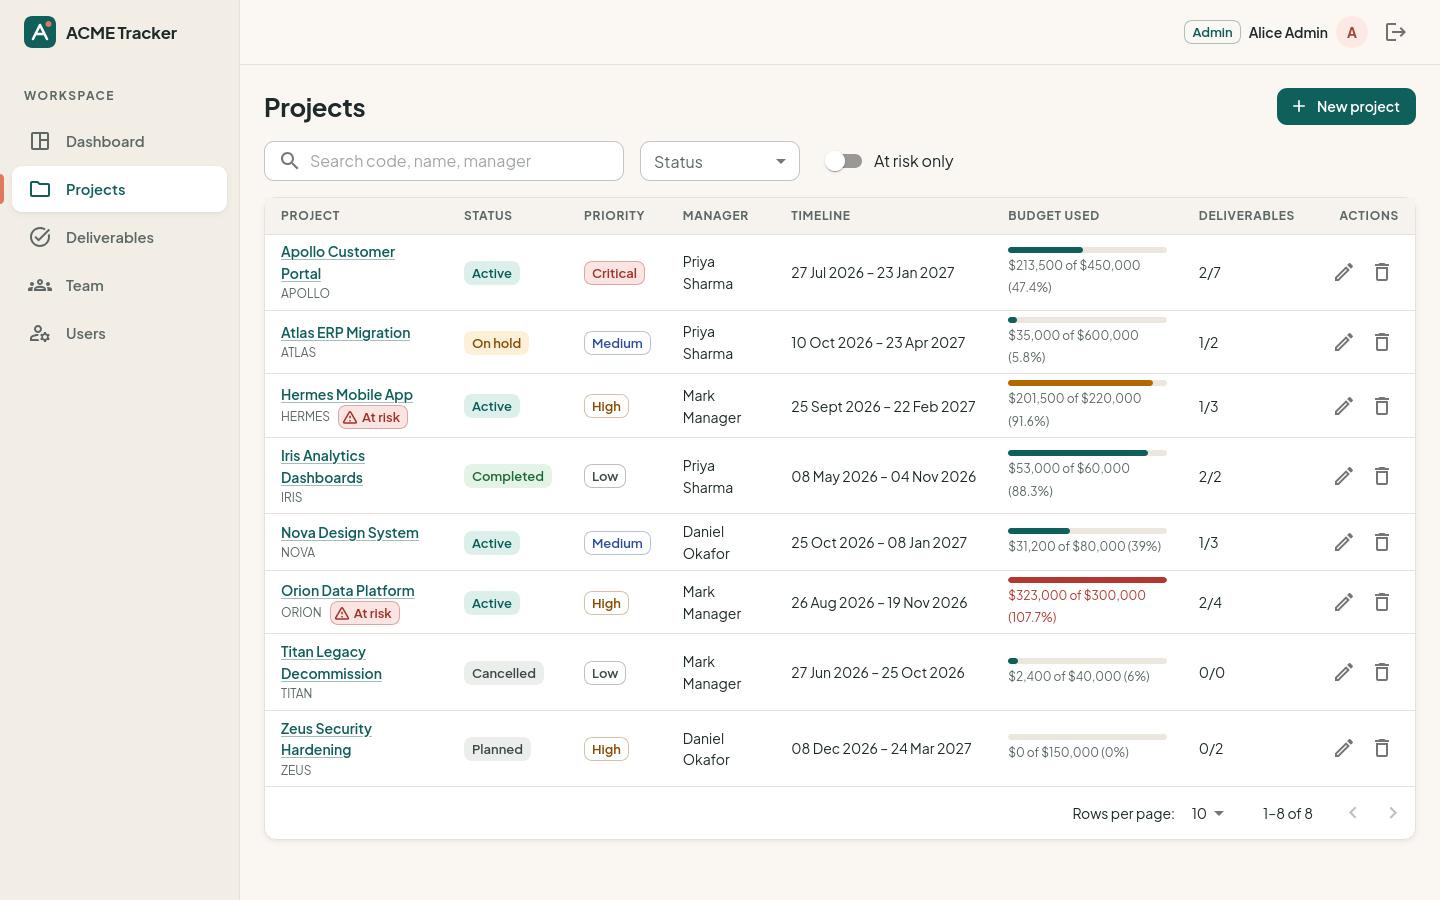 ACME Tracker
Admin Alice Admin A
WORKSPACE
Dashboard
Projects
Deliverables
Team
Users
Projects
New project
Search code, name, manager
Status
At risk only
PROJECT STATUS PRIORITY MANAGER TIMELINE BUDGET USED DELIVERABLES ACTIONS
Apollo Customer
Portal
APOLLO
Active
Critical
Priya
Sharma
27 Jul 2026 – 23 Jan 2027
$213,500 of $450,000
(47.4%)
2/7
Atlas ERP Migration
ATLAS
On hold
Medium
Priya
Sharma
10 Oct 2026 – 23 Apr 2027
$35,000 of $600,000
(5.8%)
1/2
Hermes Mobile App
HERMES At risk
Active
High
Mark
Manager
25 Sept 2026 – 22 Feb 2027
$201,500 of $220,000
(91.6%)
1/3
Iris Analytics
Dashboards
IRIS
Completed
Low
Priya
Sharma
08 May 2026 – 04 Nov 2026
$53,000 of $60,000
(88.3%)
2/2
Nova Design System
NOVA
Active
Medium
Daniel
Okafor
25 Oct 2026 – 08 Jan 2027
$31,200 of $80,000 (39%)
1/3
Orion Data Platform
ORION At risk
Active
High
Mark
Manager
26 Aug 2026 – 19 Nov 2026
$323,000 of $300,000
(107.7%)
2/4
Titan Legacy
Decommission
TITAN
Cancelled
Low
Mark
Manager
27 Jun 2026 – 25 Oct 2026
$2,400 of $40,000 (6%)
0/0
Zeus Security
Hardening
ZEUS
Planned
High
Daniel
Okafor
08 Dec 2026 – 24 Mar 2027
$0 of $150,000 (0%)
0/2
Rows per page: 10 1–8 of 8